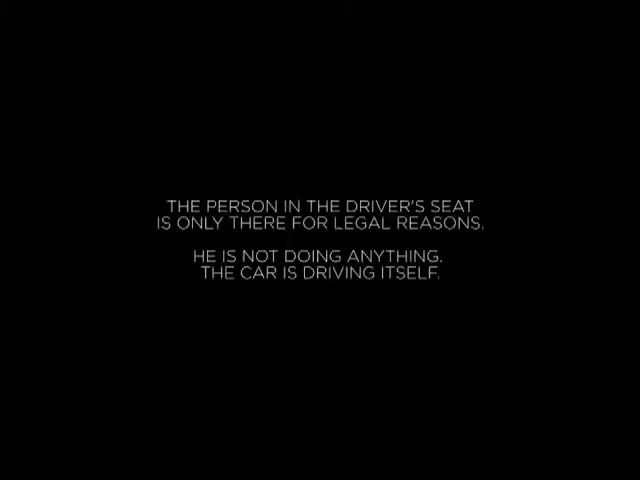 THE PERSON IN THE DRIVER'S SEAT
IS ONLY THERE FOR LEGAL REASONS.
HE IS NOT DOING ANYTHING.
THE CAR IS DRIVING ITSELF.